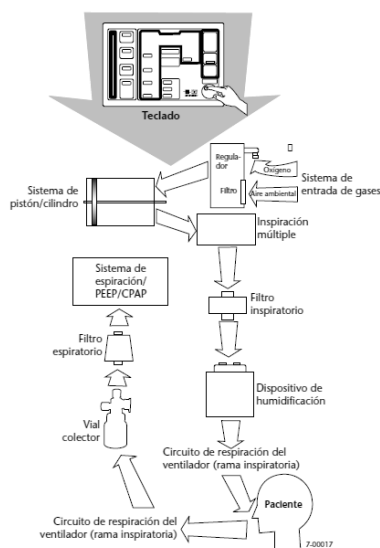 Teclado
Regula-
dor
Filtro
Oxígeno
Aire ambiental
Sistema de
entrada de gases
Sistema de
pistón/cilindro
Inspiración
múltiple
Sistema de
espiración/
PEEP/CPAP
Filtro
inspiratorio
Filtro
espiratorio
Dispositivo de
humidificación
Vial
colector
Circuito de respiración del
ventilador (rama inspiratoria)
Paciente
Circuito de respiración del
ventilador (rama inspiratoria)
7-00017